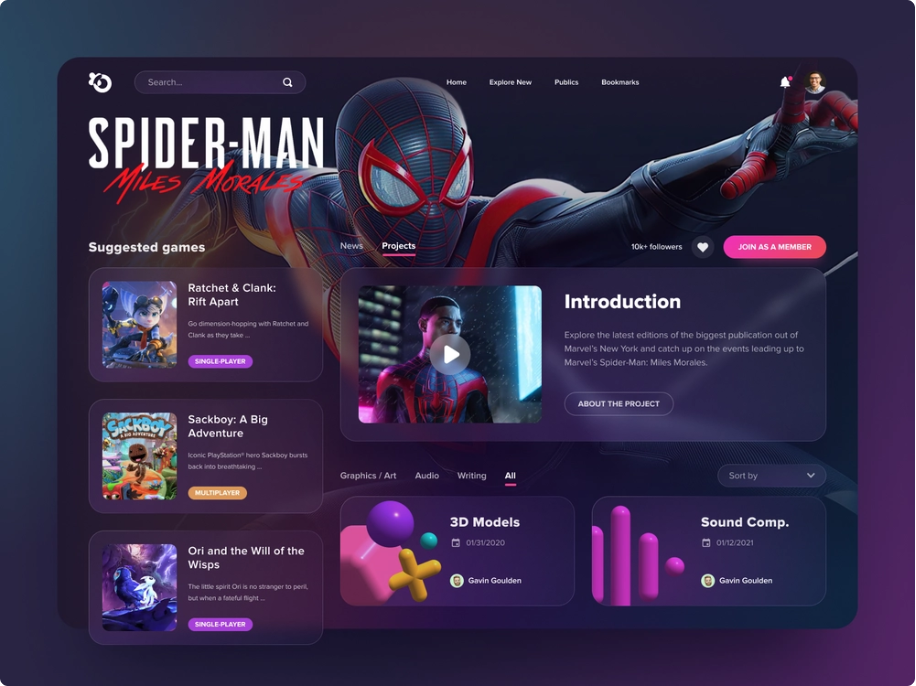 Search...
Home
Explore New
Publics
Bookmarks
SPIDER-MAN
MILES MORALES
Suggested games
Ratchet & Clank:
Rift Apart
Go dimension-hopping with Ratchet and
Clank as they take ...
SINGLE-PLAYER
SACKBOY
A BIG ADVENTURE
Sackboy: A Big
Adventure
Iconic PlayStation® hero Sackboy bursts
back into breathtaking ...
MULTIPLAYER
Ori and the Will of the
Wisps
The little spirit Ori is no stranger to peril,
but when a fateful flight ...
SINGLE-PLAYER
News
Projects
10k+ followers
JOIN AS A MEMBER
Introduction
Explore the latest editions of the biggest publication out of
Marvel's New York and catch up on the events leading up to
Marvel's Spider-Man: Miles Morales.
ABOUT THE PROJECT
Graphics / Art
Audio
Writing
All
Sort by
3D Models
01/31/2020
Gavin Goulden
Sound Comp.
01/12/2021
Gavin Goulden